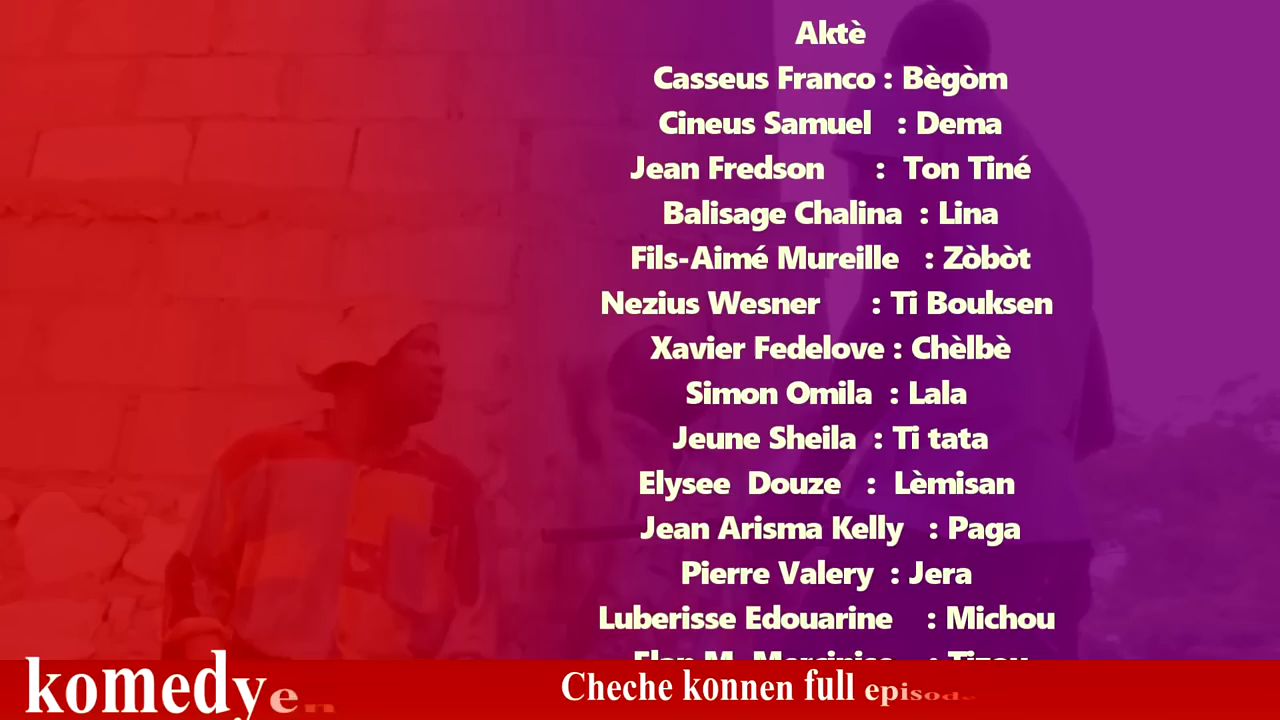 Aktè
Casseus Franco : Bègòm
Cineus Samuel : Dema
Jean Fredson : Ton Tiné
Balisage Chalina : Lina
Fils-Aimé Mureille : Zòbòt
Nezius Wesner : Ti Bouksen
Xavier Fedelove : Chèlbè
Simon Omila : Lala
Jeune Sheila : Ti tata
Elysee Douze : Lèmisan
Jean Arisma Kelly : Paga
Pierre Valery : Jera
Luberisse Edouarine : Michou
komedyen
Cheche konnen full episode